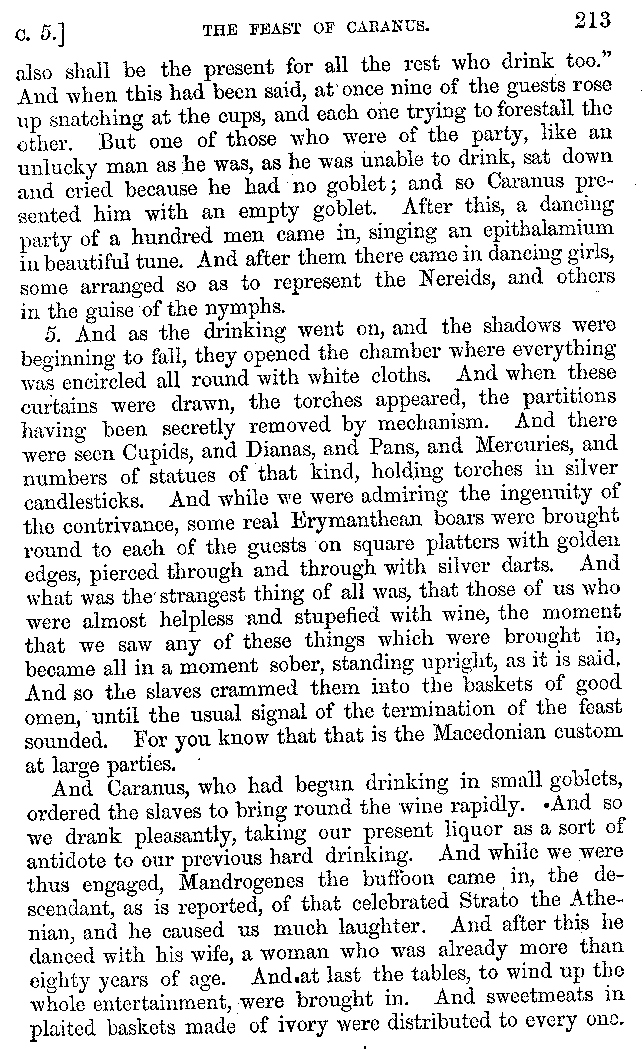 C. 5.] THE FEAST OF CARANUS. 213
also shall be the present for all the rest who drink too.”
And when this had been said, at once nine of the guests rose
up snatching at the cups, and each one trying to forestall the
other. But one of those who were of the party, like an
unlucky man as he was, as he was unable to drink, sat down
and cried because he had no goblet; and so Caranus pre-
sented him with an empty goblet. After this, a dancing
party of a hundred men came in, singing an epithalamium
in beautiful tune. And after them there came in dancing girls,
some arranged so as to represent the Nereids, and others
in the guise of the nymphs.
5. And as the drinking went on, and the shadows were
beginning to fall, they opened the chamber where everything
was encircled all round with white cloths. And when these
curtains were drawn, the torches appeared, the partitions
having been secretly removed by mechanism. And there
were seen Cupids, and Dianas, and Pans, and Mercuries, and
numbers of statues of that kind, holding torches in silver
candlesticks. And while we were admiring the ingenuity of
the contrivance, some real Erymanthean boars were brought
round to each of the guests on square platters with golden
edges, pierced through and through with silver darts. And
what was the strangest thing of all was, that those of us who
were almost helpless and stupefied with wine, the moment
that we saw any of these things which were brought in,
became all in a moment sober, standing upright, as it is said.
And so the slaves crammed them into the baskets of good
omen, until the usual signal of the termination of the feast
sounded. For you know that that is the Macedonian custom
at large parties.
And Caranus, who had begun drinking in small goblets,
ordered the slaves to bring round the wine rapidly. And so
we drank pleasantly, taking our present liquor as a sort of
antidote to our previous hard drinking. And while we were
thus engaged, Mandrogenes the buffoon came in, the de-
scendant, as is reported, of that celebrated Strato the Athe-
nian, and he caused us much laughter. And after this he
danced with his wife, a woman who was already more than
eighty years of age. And at last the tables, to wind up the
whole entertainment, were brought in. And sweetmeats in
plaited baskets made of ivory were distributed to every one.